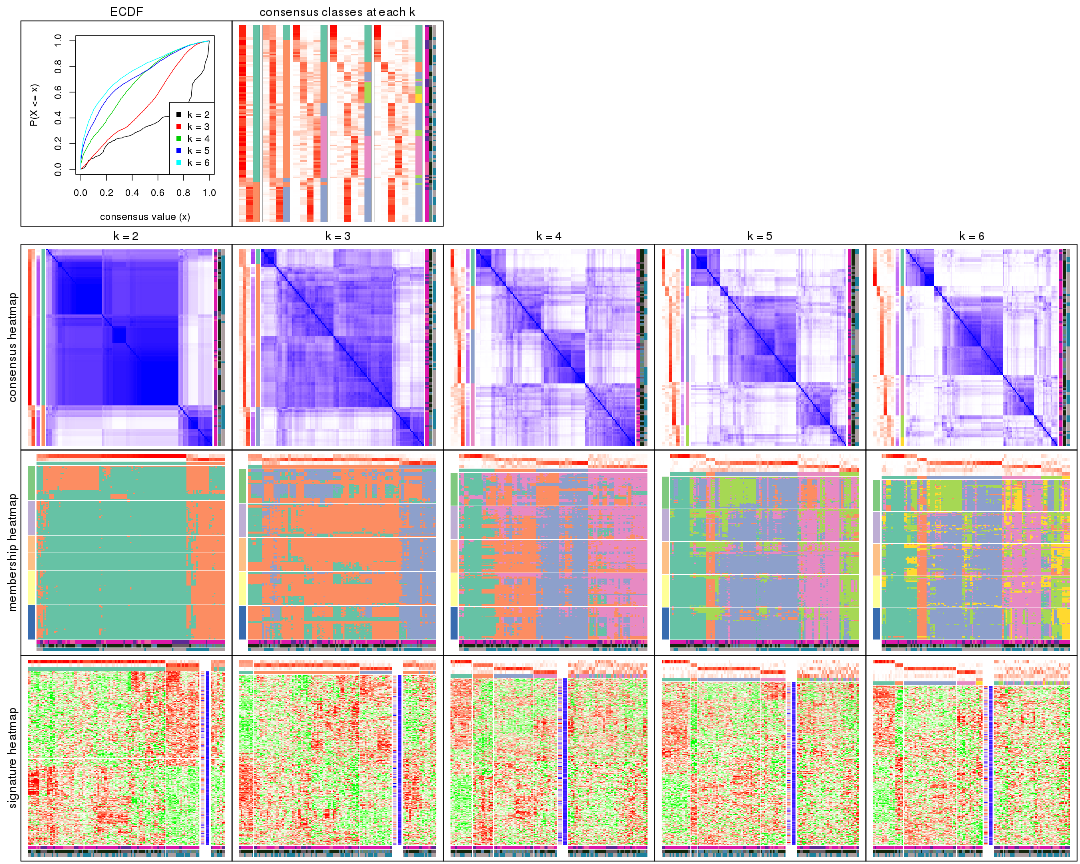 ECDF
consensus classes at each k
P(X <= x)
1.0
0.8
0.6
0.4
0.2
0.0
k = 2
k = 3
k = 4
k = 5
k = 6
0.0 0.2 0.4 0.6 0.8 1.0
consensus value (x)
k = 2 k = 3 k = 4 k = 5 k = 6
consensus heatmap
membership heatmap
signature heatmap